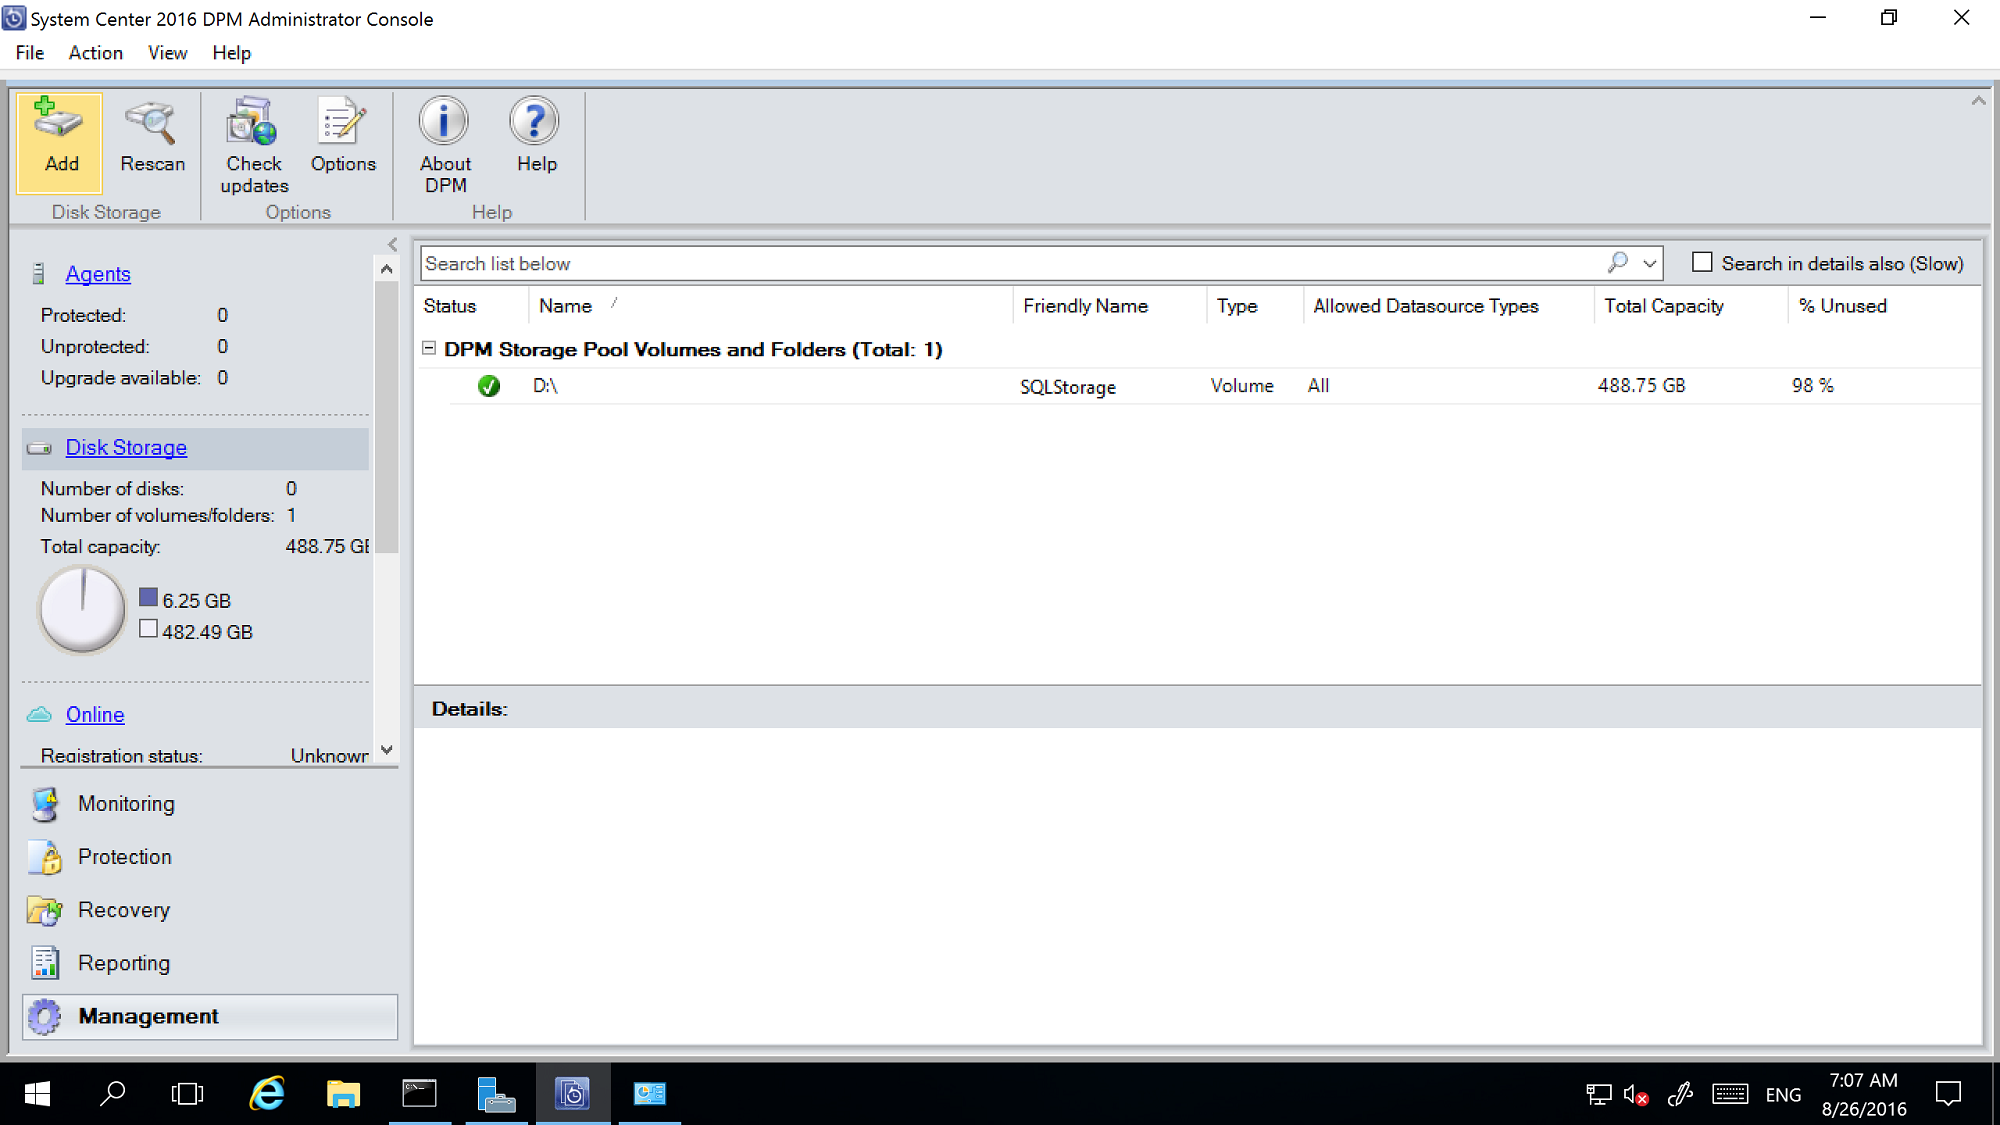 System Center 2016 DPM Administrator Console
File Action View Help
Add Rescan Check updates Options About DPM Help
Disk Storage Options Help
Agents
Protected: 0
Unprotected: 0
Upgrade available: 0
Disk Storage
Number of disks: 0
Number of volumes/folders: 1
Total capacity: 488.75 GB
6.25 GB
482.49 GB
Online
Registration status: Unknown
Monitoring
Protection
Recovery
Reporting
Management
Search list below Search in details also (Slow)
Status Name Friendly Name Type Allowed Datasource Types Total Capacity % Unused
DPM Storage Pool Volumes and Folders (Total: 1)
D:\ SQLStorage Volume All 488.75 GB 98 %
Details:
ENG 7:07 AM
8/26/2016